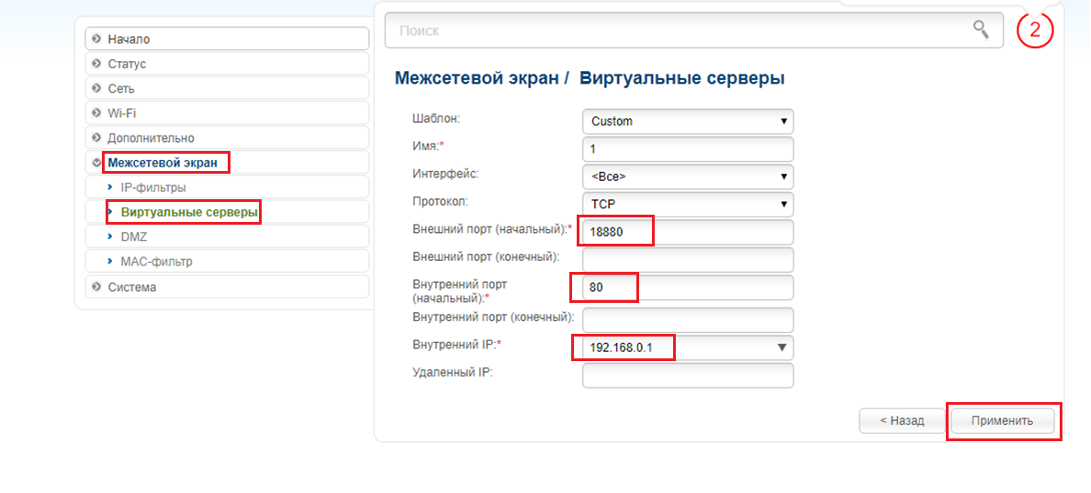 Поиск
2
Начало
Статус
Сеть
Wi-Fi
Дополнительно
Межсетевой экран
IP-фильтры
Виртуальные серверы
DMZ
MAC-фильтр
Система
Межсетевой экран / Виртуальные серверы
Шаблон: Custom
Имя:* 1
Интерфейс: <Все>
Протокол: TCP
Внешний порт (начальный):* 18880
Внешний порт (конечный):
Внутренний порт
(начальный):* 80
Внутренний порт (конечный):
Внутренний IP:* 192.168.0.1
Удаленный IP:
< Назад Применить